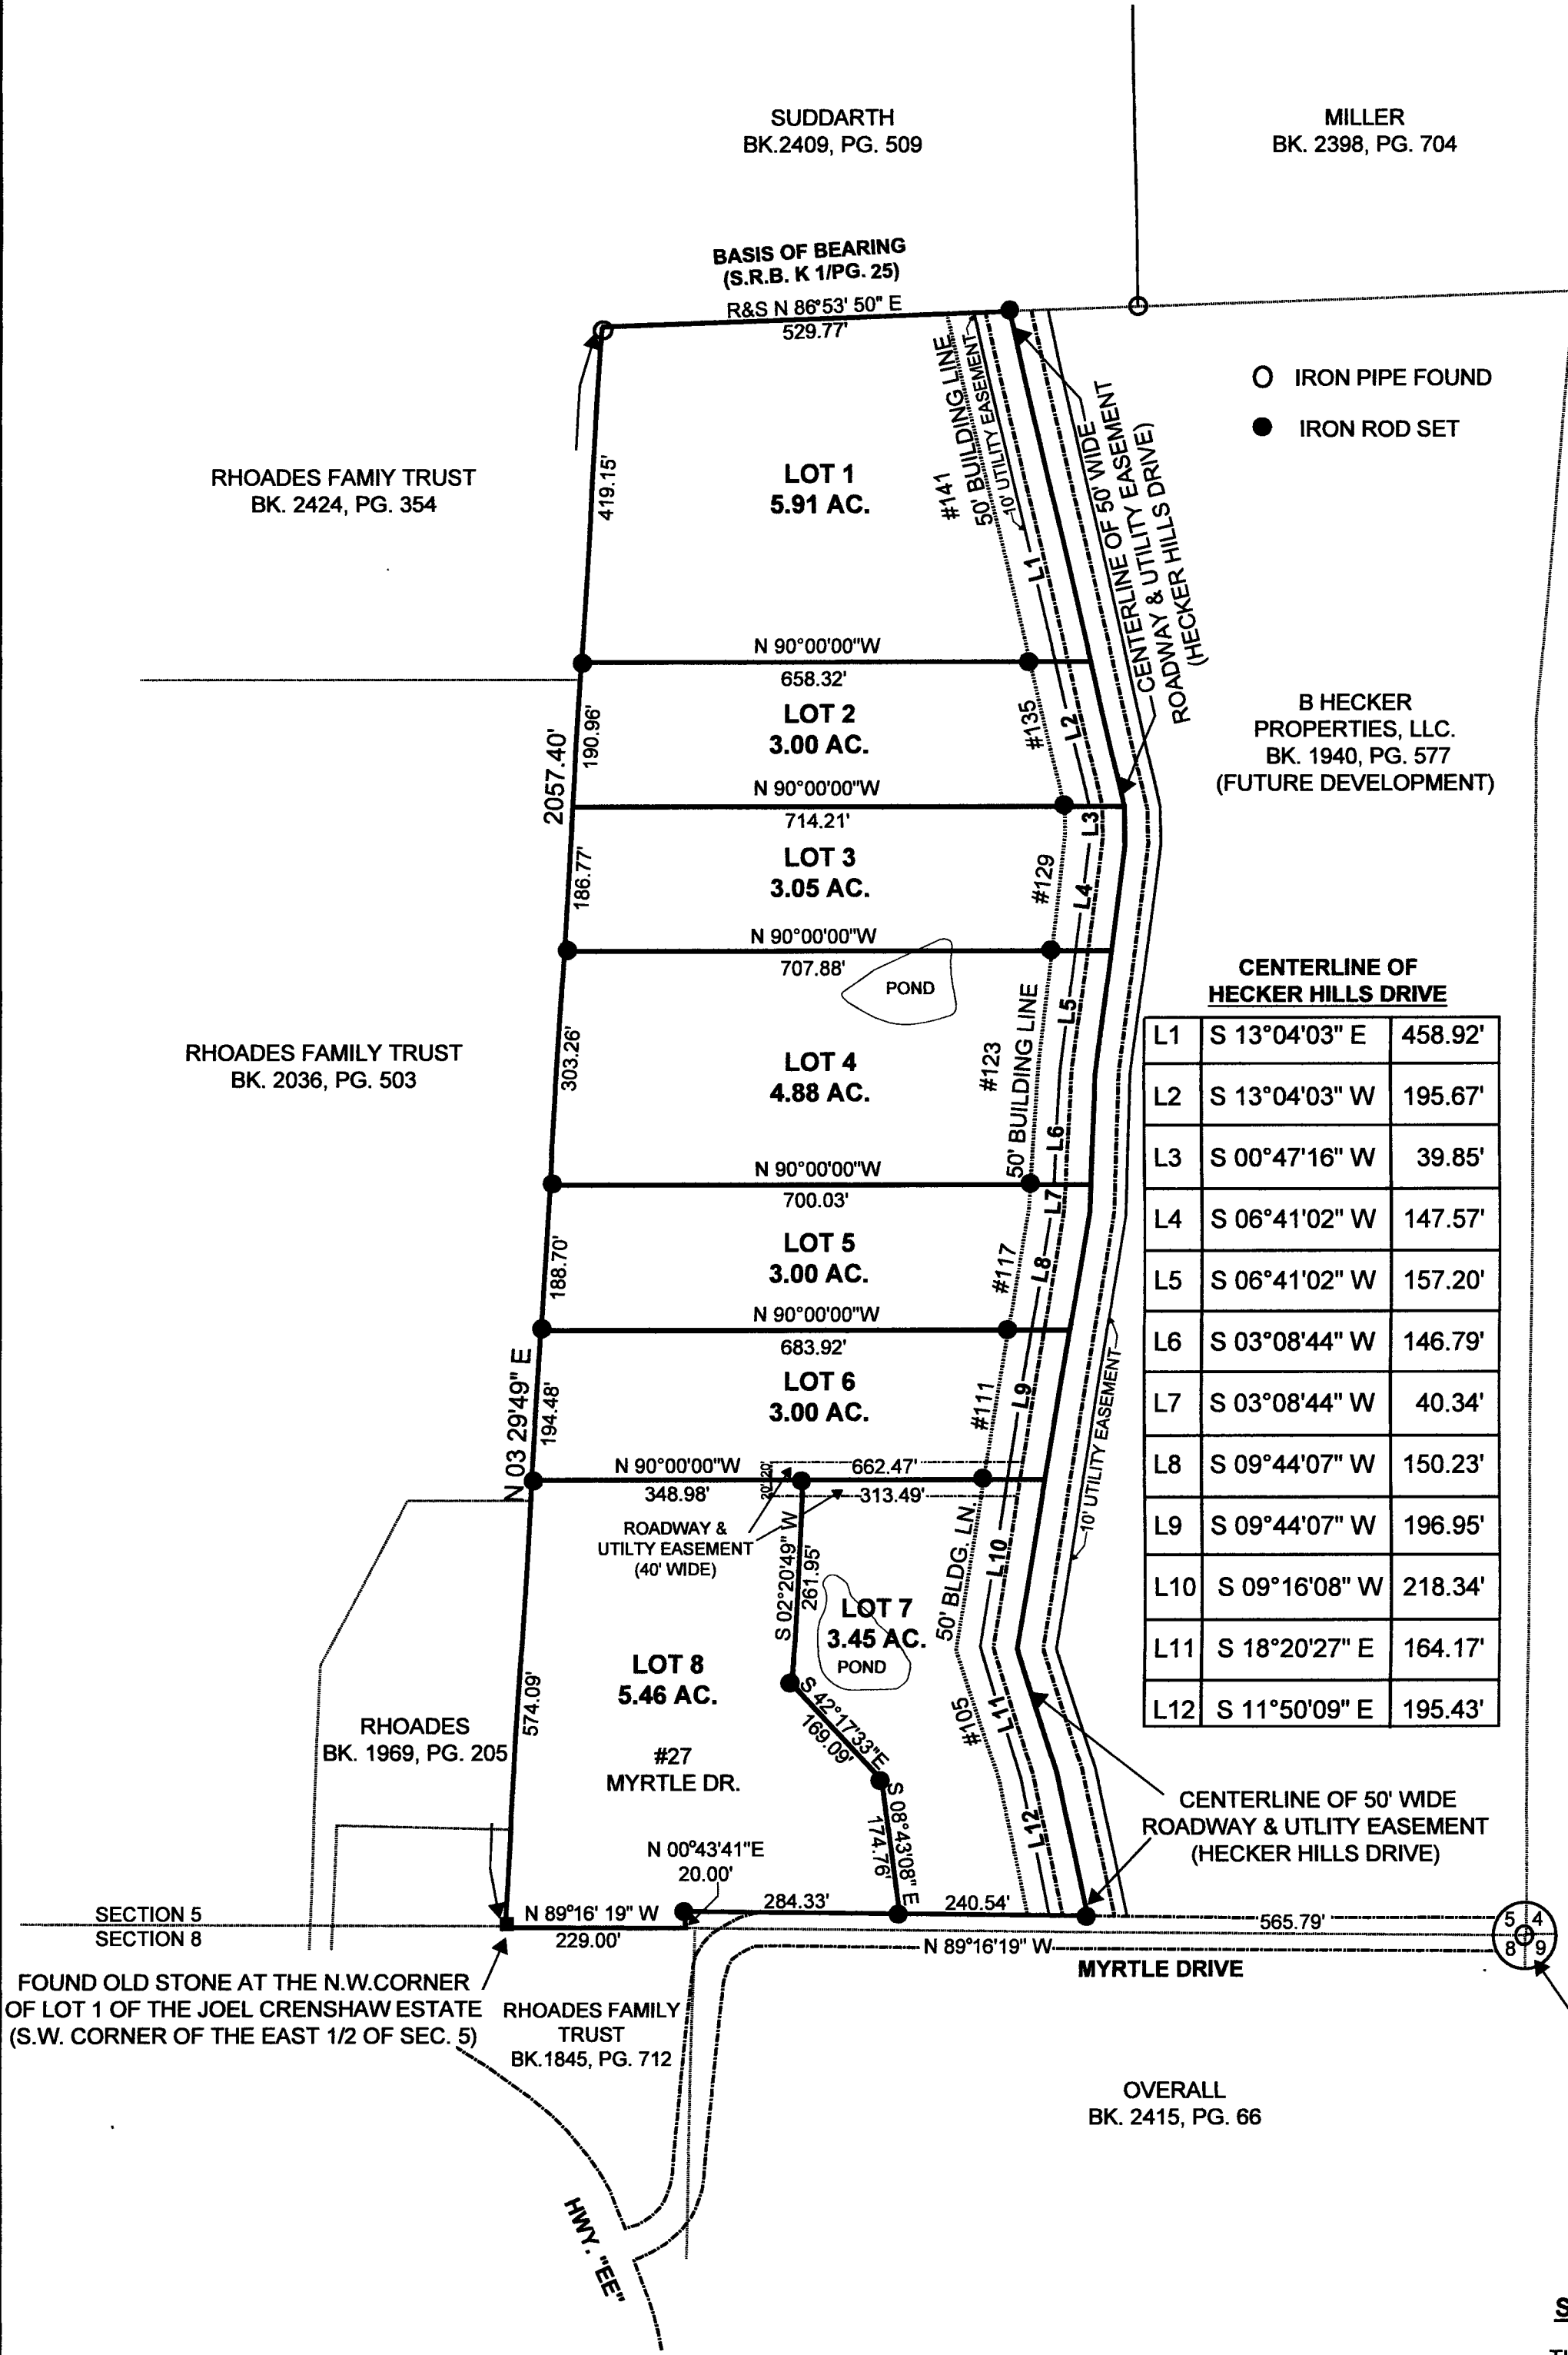 SUDDARTH
BK.2409, PG. 509
MILLER
BK. 2398, PG. 704
BASIS OF BEARING
(S.R.B. K 1/PG. 25)
R&S N 86°53' 50" E
529.77'
IRON PIPE FOUND
IRON ROD SET
RHOADES FAMIY TRUST
BK. 2424, PG. 354
419.15'
LOT 1
5.91 AC.
#141
50' BUILDING LINE
10' UTILITY EASEMENT
L1
CENTERLINE OF 50' WIDE
ROADWAY & UTILITY EASEMENT
(HECKER HILLS DRIVE)
N 90°00'00"W
658.32'
2057.40'
190.96'
LOT 2
3.00 AC.
#135
L2
B HECKER
PROPERTIES, LLC.
BK. 1940, PG. 577
(FUTURE DEVELOPMENT)
N 90°00'00"W
714.21'
186.77'
LOT 3
3.05 AC.
#129
L3
L4
N 90°00'00"W
707.88'
POND
RHOADES FAMILY TRUST
BK. 2036, PG. 503
303.26'
LOT 4
4.88 AC.
#123
50' BUILDING LINE
L5
L6
N 90°00'00"W
700.03'
188.70'
LOT 5
3.00 AC.
#117
L7
L8
N 90°00'00"W
683.92'
N 03 29'49" E
194.48'
LOT 6
3.00 AC.
#111
L9
10' UTILITY EASEMENT
CENTERLINE OF
HECKER HILLS DRIVE
L1 S 13°04'03" E 458.92'
L2 S 13°04'03" W 195.67'
L3 S 00°47'16" W 39.85'
L4 S 06°41'02" W 147.57'
L5 S 06°41'02" W 157.20'
L6 S 03°08'44" W 146.79'
L7 S 03°08'44" W 40.34'
L8 S 09°44'07" W 150.23'
L9 S 09°44'07" W 196.95'
L10 S 09°16'08" W 218.34'
L11 S 18°20'27" E 164.17'
L12 S 11°50'09" E 195.43'
N 90°00'00"W
662.47'
348.98'
20' 20'
313.49'
ROADWAY &
UTILTY EASEMENT
(40' WIDE)
S 02°20'49" W
261.95'
50' BLDG. LN.
L10
LOT 7
3.45 AC.
POND
LOT 8
5.46 AC.
574.09'
#27
MYRTLE DR.
S 42°17'33"E
169.09'
#105
L11
RHOADES
BK. 1969, PG. 205
S 08°43'08" E
174.76'
L12
CENTERLINE OF 50' WIDE
ROADWAY & UTLITY EASEMENT
(HECKER HILLS DRIVE)
N 00°43'41"E
20.00'
SECTION 5
SECTION 8
N 89°16' 19" W
229.00'
284.33'
240.54'
565.79'
5 4
8 9
N 89°16'19" W
MYRTLE DRIVE
FOUND OLD STONE AT THE N.W.CORNER
OF LOT 1 OF THE JOEL CRENSHAW ESTATE
(S.W. CORNER OF THE EAST 1/2 OF SEC. 5)
RHOADES FAMILY
TRUST
BK.1845, PG. 712
OVERALL
BK. 2415, PG. 66
HWY. "EE"